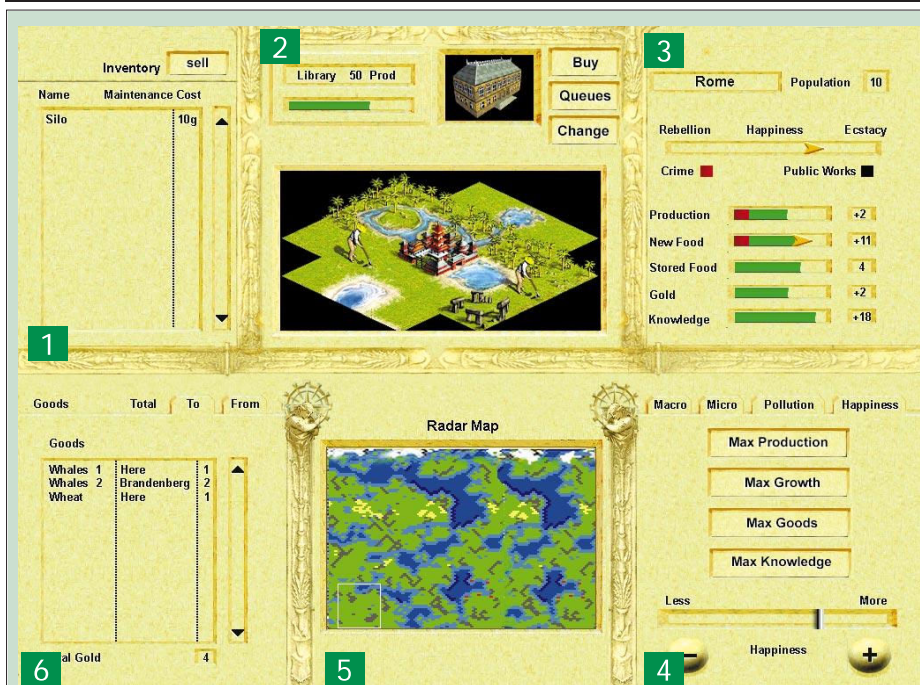 2
3
Inventory sell
Name Maintenance Cost
Silo 10g
1
Library 50 Prod
Buy
Queues
Change
Rome Population 10
Rebellion Happiness Ecstacy
Crime Public Works
Production +2
New Food +11
Stored Food 4
Gold +2
Knowledge +18
Goods Total To From
Goods
Whales 1 Here 1
Whales 2 Brandenberg 2
Wheat Here 1
al Gold 4
6
Radar Map
5
Macro Micro Pollution Happiness
Max Production
Max Growth
Max Goods
Max Knowledge
Less More
− Happiness +
4